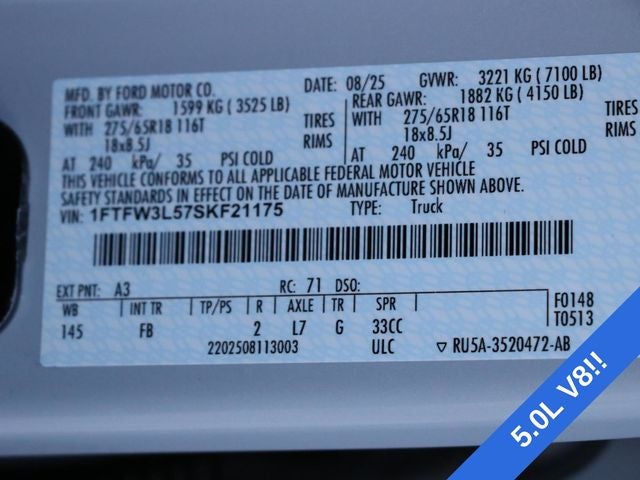 MFD. BY FORD MOTOR CO. DATE: 08/25 GVWR: 3221 KG ( 7100 LB)
FRONT GAWR: 1599 KG ( 3525 LB) REAR GAWR: 1882 KG ( 4150 LB)
WITH 275/65R18 116T TIRES WITH 275/65R18 116T TIRES
18x8.5J RIMS 18x8.5J RIMS
AT 240 kPa/ 35 PSI COLD AT 240 kPa/ 35 PSI COLD
THIS VEHICLE CONFORMS TO ALL APPLICABLE FEDERAL MOTOR VEHICLE
SAFETY STANDARDS IN EFFECT ON THE DATE OF MANUFACTURE SHOWN ABOVE.
VIN: 1FTFW3L57SKF21175 TYPE: Truck
EXT PNT: A3 RC: 71 DSO:
WB INT TR TP/PS R AXLE TR SPR F0148
145 FB 2 L7 G 33CC T0513
2202508113003 ULC ▽ RU5A-3520472-AB
5.0L V8!!